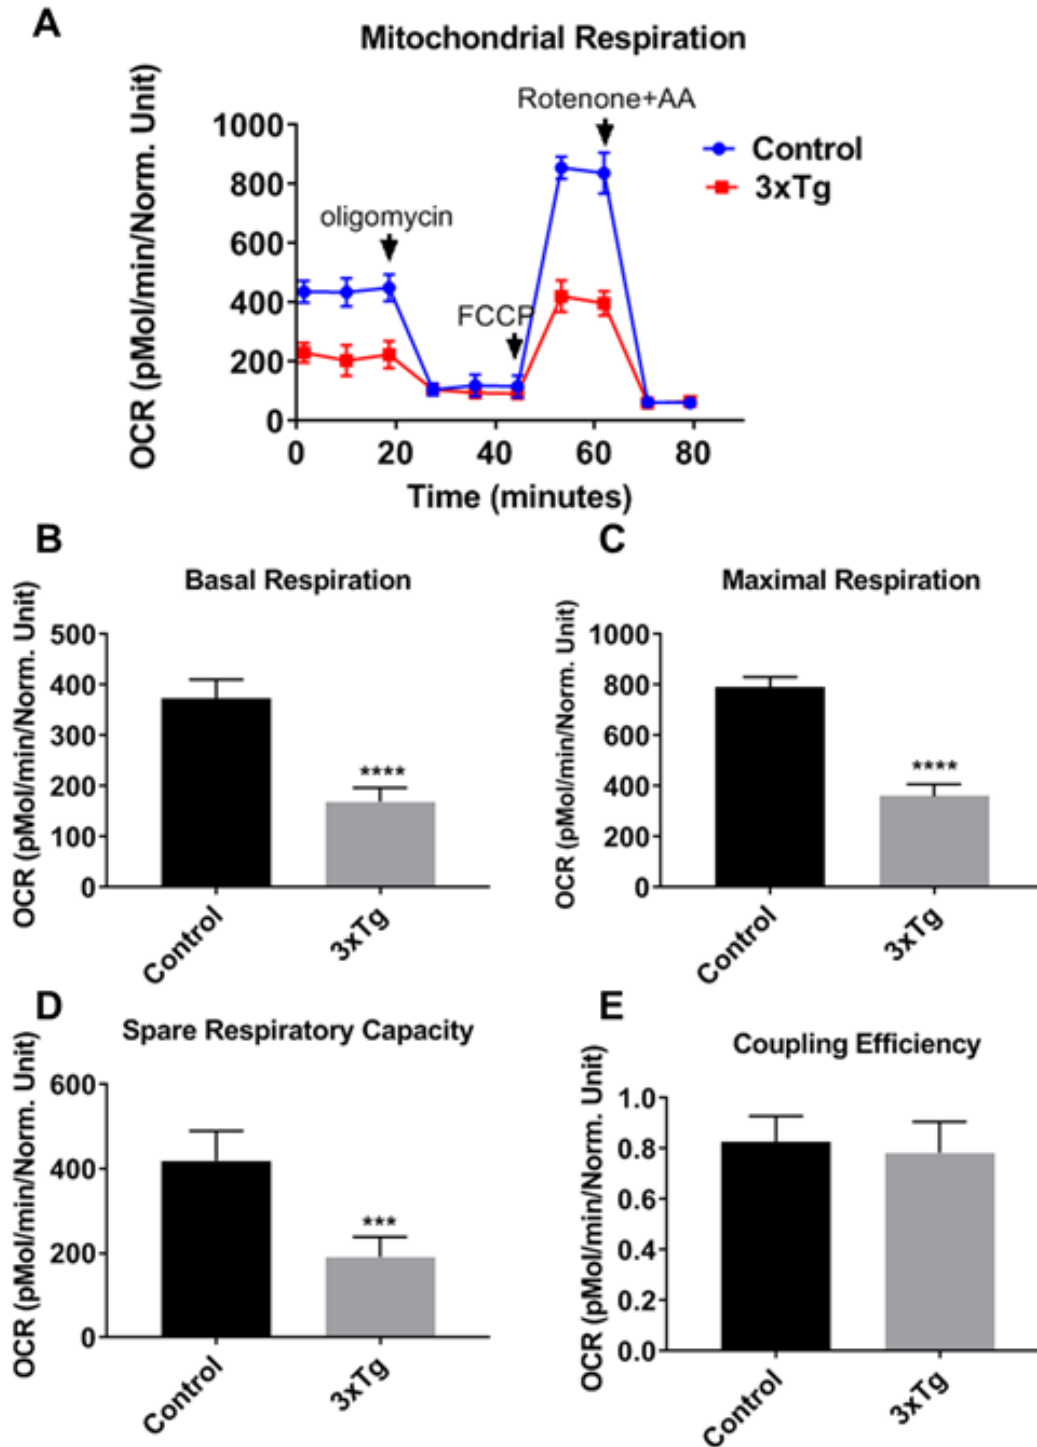 A
Mitochondrial Respiration
OCR (pMol/min/Norm. Unit)
1000
800
600
400
200
0
0 20 40 60 80
Time (minutes)
oligomycin
FCCP
Rotenone+AA
Control
3xTg
B
Basal Respiration
OCR (pMol/min/Norm. Unit)
500
400
300
200
100
0
****
Control
3xTg
C
Maximal Respiration
OCR (pMol/min/Norm. Unit)
1000
800
600
400
200
0
****
Control
3xTg
D
Spare Respiratory Capacity
OCR (pMol/min/Norm. Unit)
600
400
200
0
***
Control
3xTg
E
Coupling Efficiency
OCR (pMol/min/Norm. Unit)
1.0
0.8
0.6
0.4
0.2
0.0
Control
3xTg